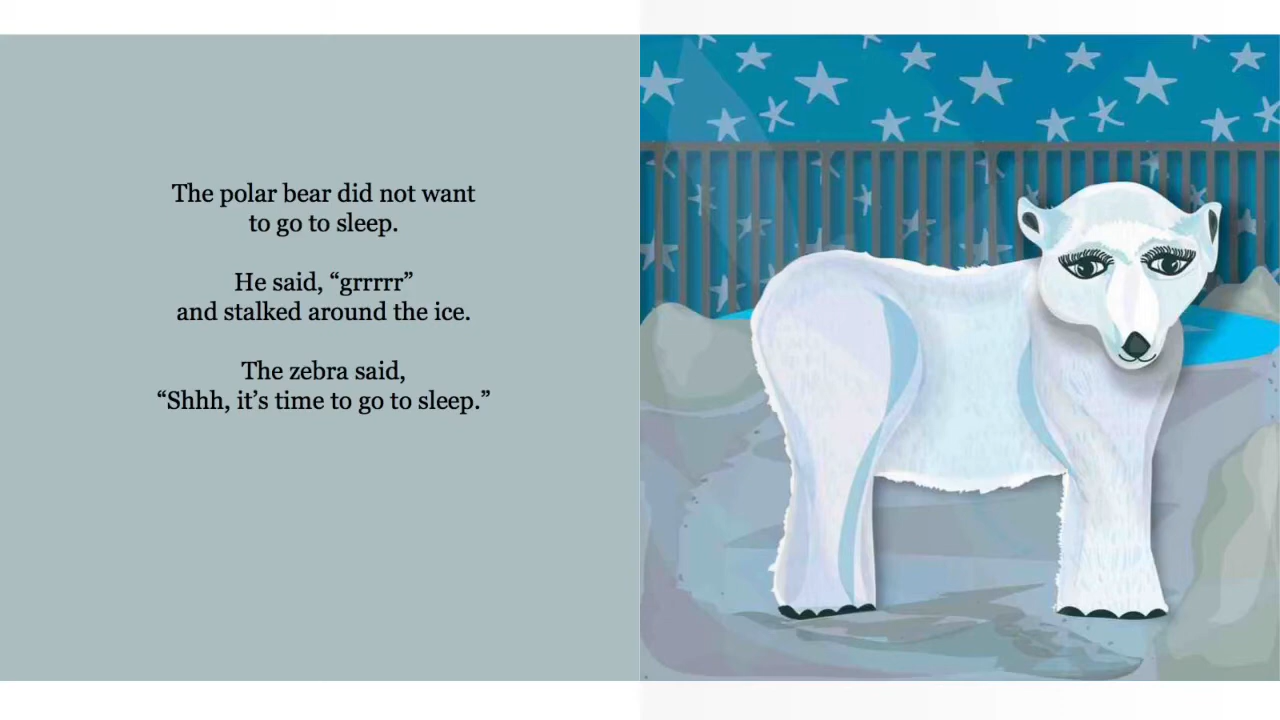 The polar bear did not want
to go to sleep.
He said, “grrrrr”
and stalked around the ice.
The zebra said,
“Shhh, it’s time to go to sleep.”